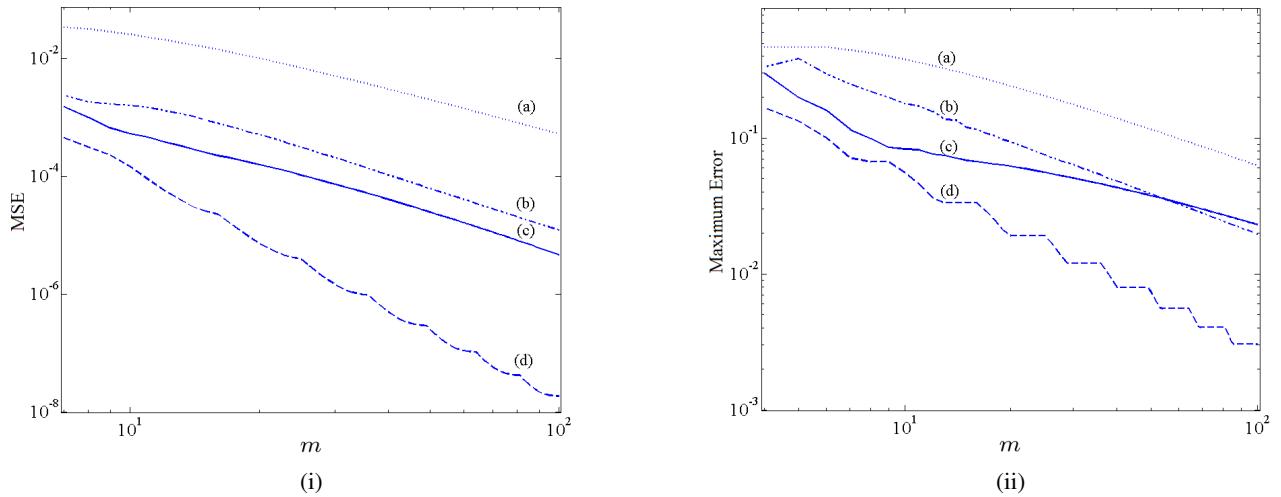 10^-2
10^-4
10^-6
10^-8
MSE
10^1
10^2
m
(a)
(b)
(c)
(d)
(i)
10^-1
10^-2
10^-3
Maximum Error
10^1
10^2
m
(a)
(b)
(c)
(d)
(ii)